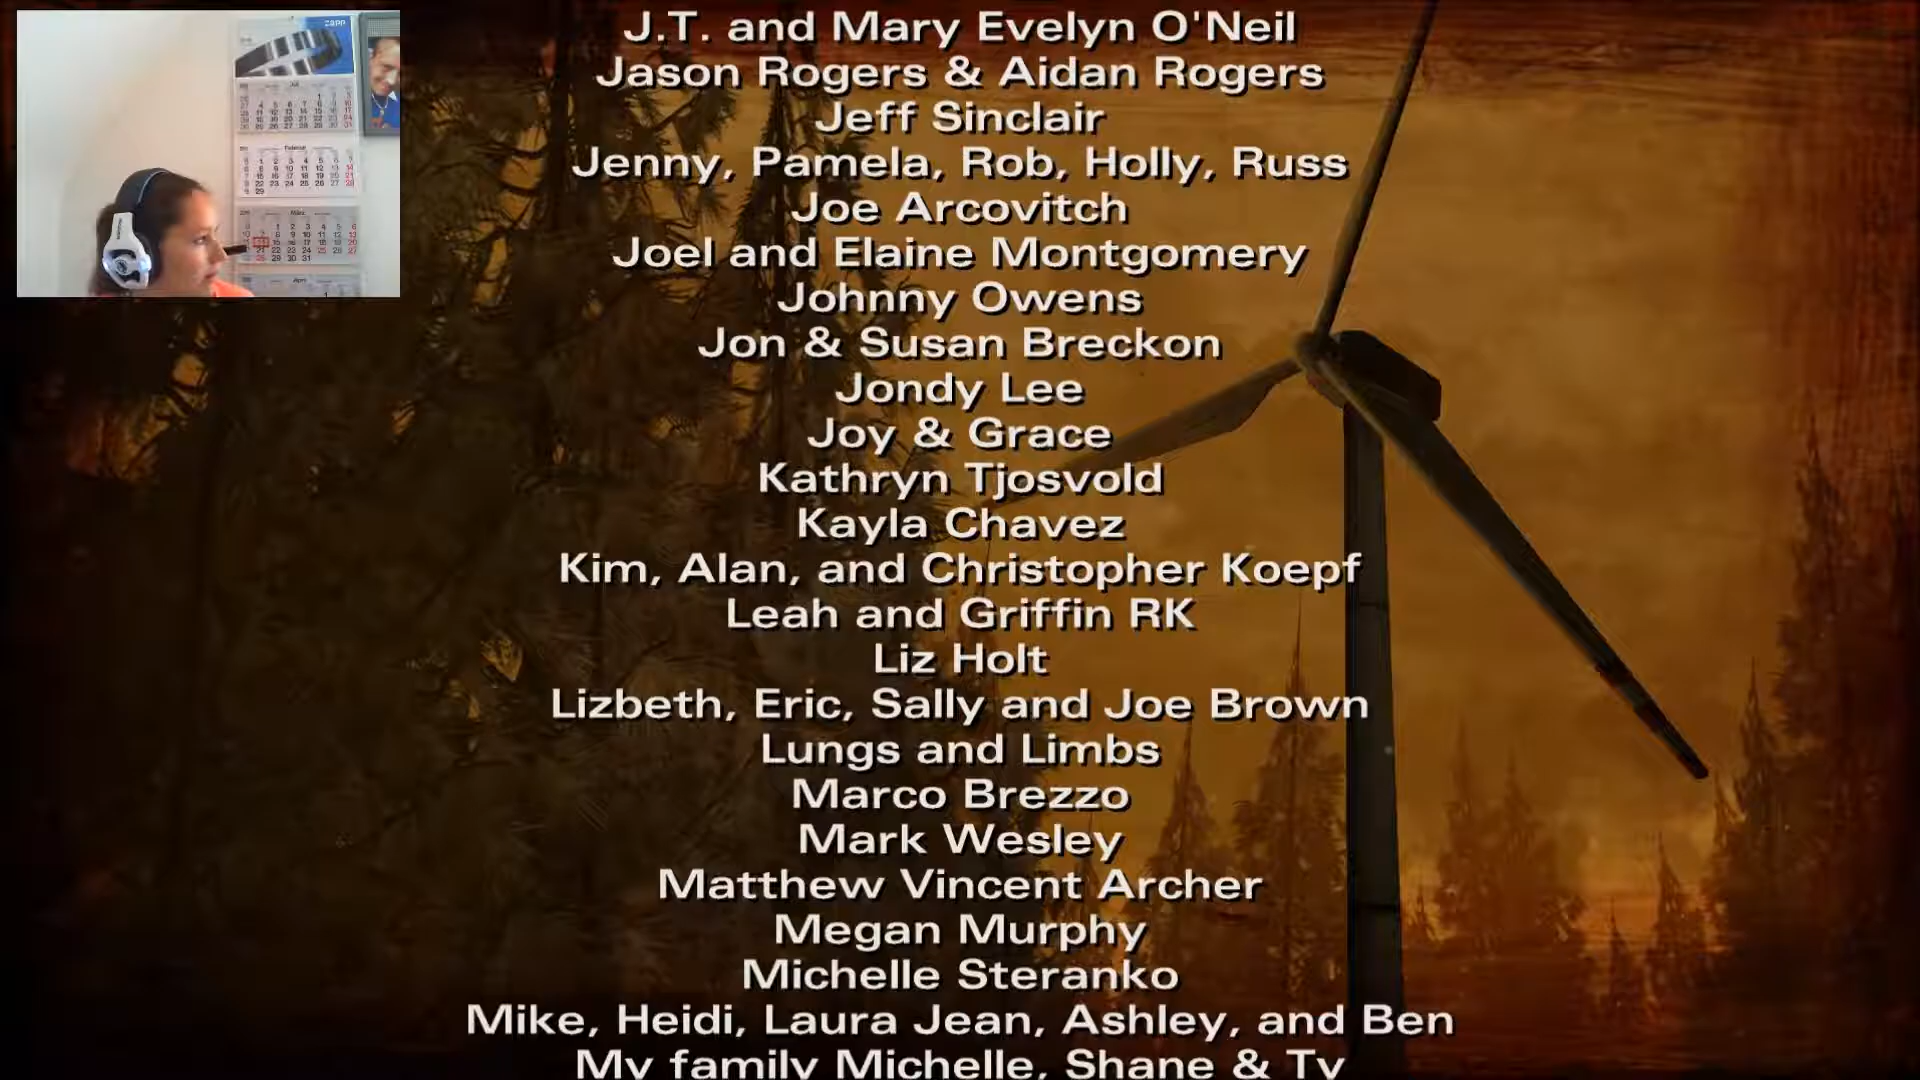 J.T. and Mary Evelyn O'Neil
Jason Rogers & Aidan Rogers
Jeff Sinclair
Jenny, Pamela, Rob, Holly, Russ
Joe Arcovitch
Joel and Elaine Montgomery
Johnny Owens
Jon & Susan Breckon
Jondy Lee
Joy & Grace
Kathryn Tjosvold
Kayla Chavez
Kim, Alan, and Christopher Koepf
Leah and Griffin RK
Liz Holt
Lizbeth, Eric, Sally and Joe Brown
Lungs and Limbs
Marco Brezzo
Mark Wesley
Matthew Vincent Archer
Megan Murphy
Michelle Steranko
Mike, Heidi, Laura Jean, Ashley, and Ben
My family Michelle, Shane & Ty